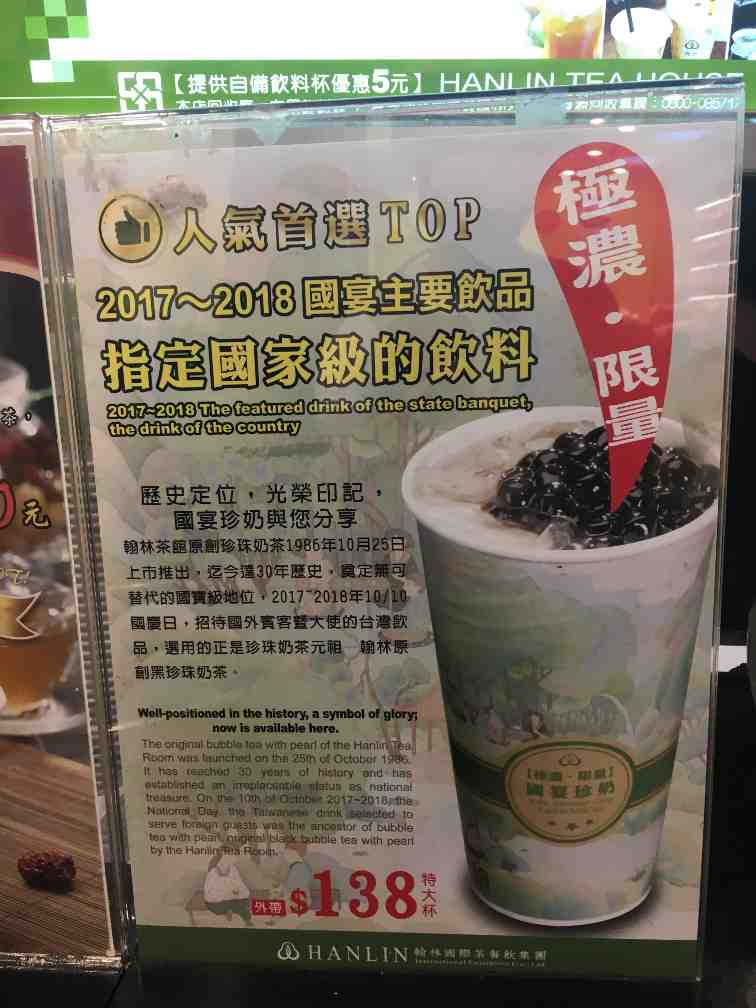 【提供自備飲料杯優惠5元】 HANLIN TEA HOUSE
極濃·限量
人氣首選TOP
2017～2018 國宴主要飲品
指定國家級的飲料
2017~2018 The featured drink of the state banquet,
the drink of the country
茶，
元
歷史定位，光榮印記，
國宴珍奶與您分享
翰林茶館原創珍珠奶茶1986年10月25日
上市推出，迄今達30年歷史，奠定無可
替代的國寶級地位，2017~2018年10/10
國慶日，招待國外賓客暨大使的台灣飲
品，選用的正是珍珠奶茶元祖 翰林原
創黑珍珠奶茶。
Well-positioned in the history, a symbol of glory;
now is available here.
The original bubble tea with pearl of the Hanlin Tea
Room was launched on the 25th of October 1986.
It has reached 30 years of history and has
established an irreplaceable status as national
treasure. On the 10th of October 2017~2018, the
National Day, the Taiwanese drink selected to
serve foreign guests was the ancestor of bubble
tea with pearl, original black bubble tea with pearl
by the Hanlin Tea Room.
【極濃·限量】
國宴珍奶
外帶 $138 特大杯
HANLIN 翰林國際茶餐飲集團